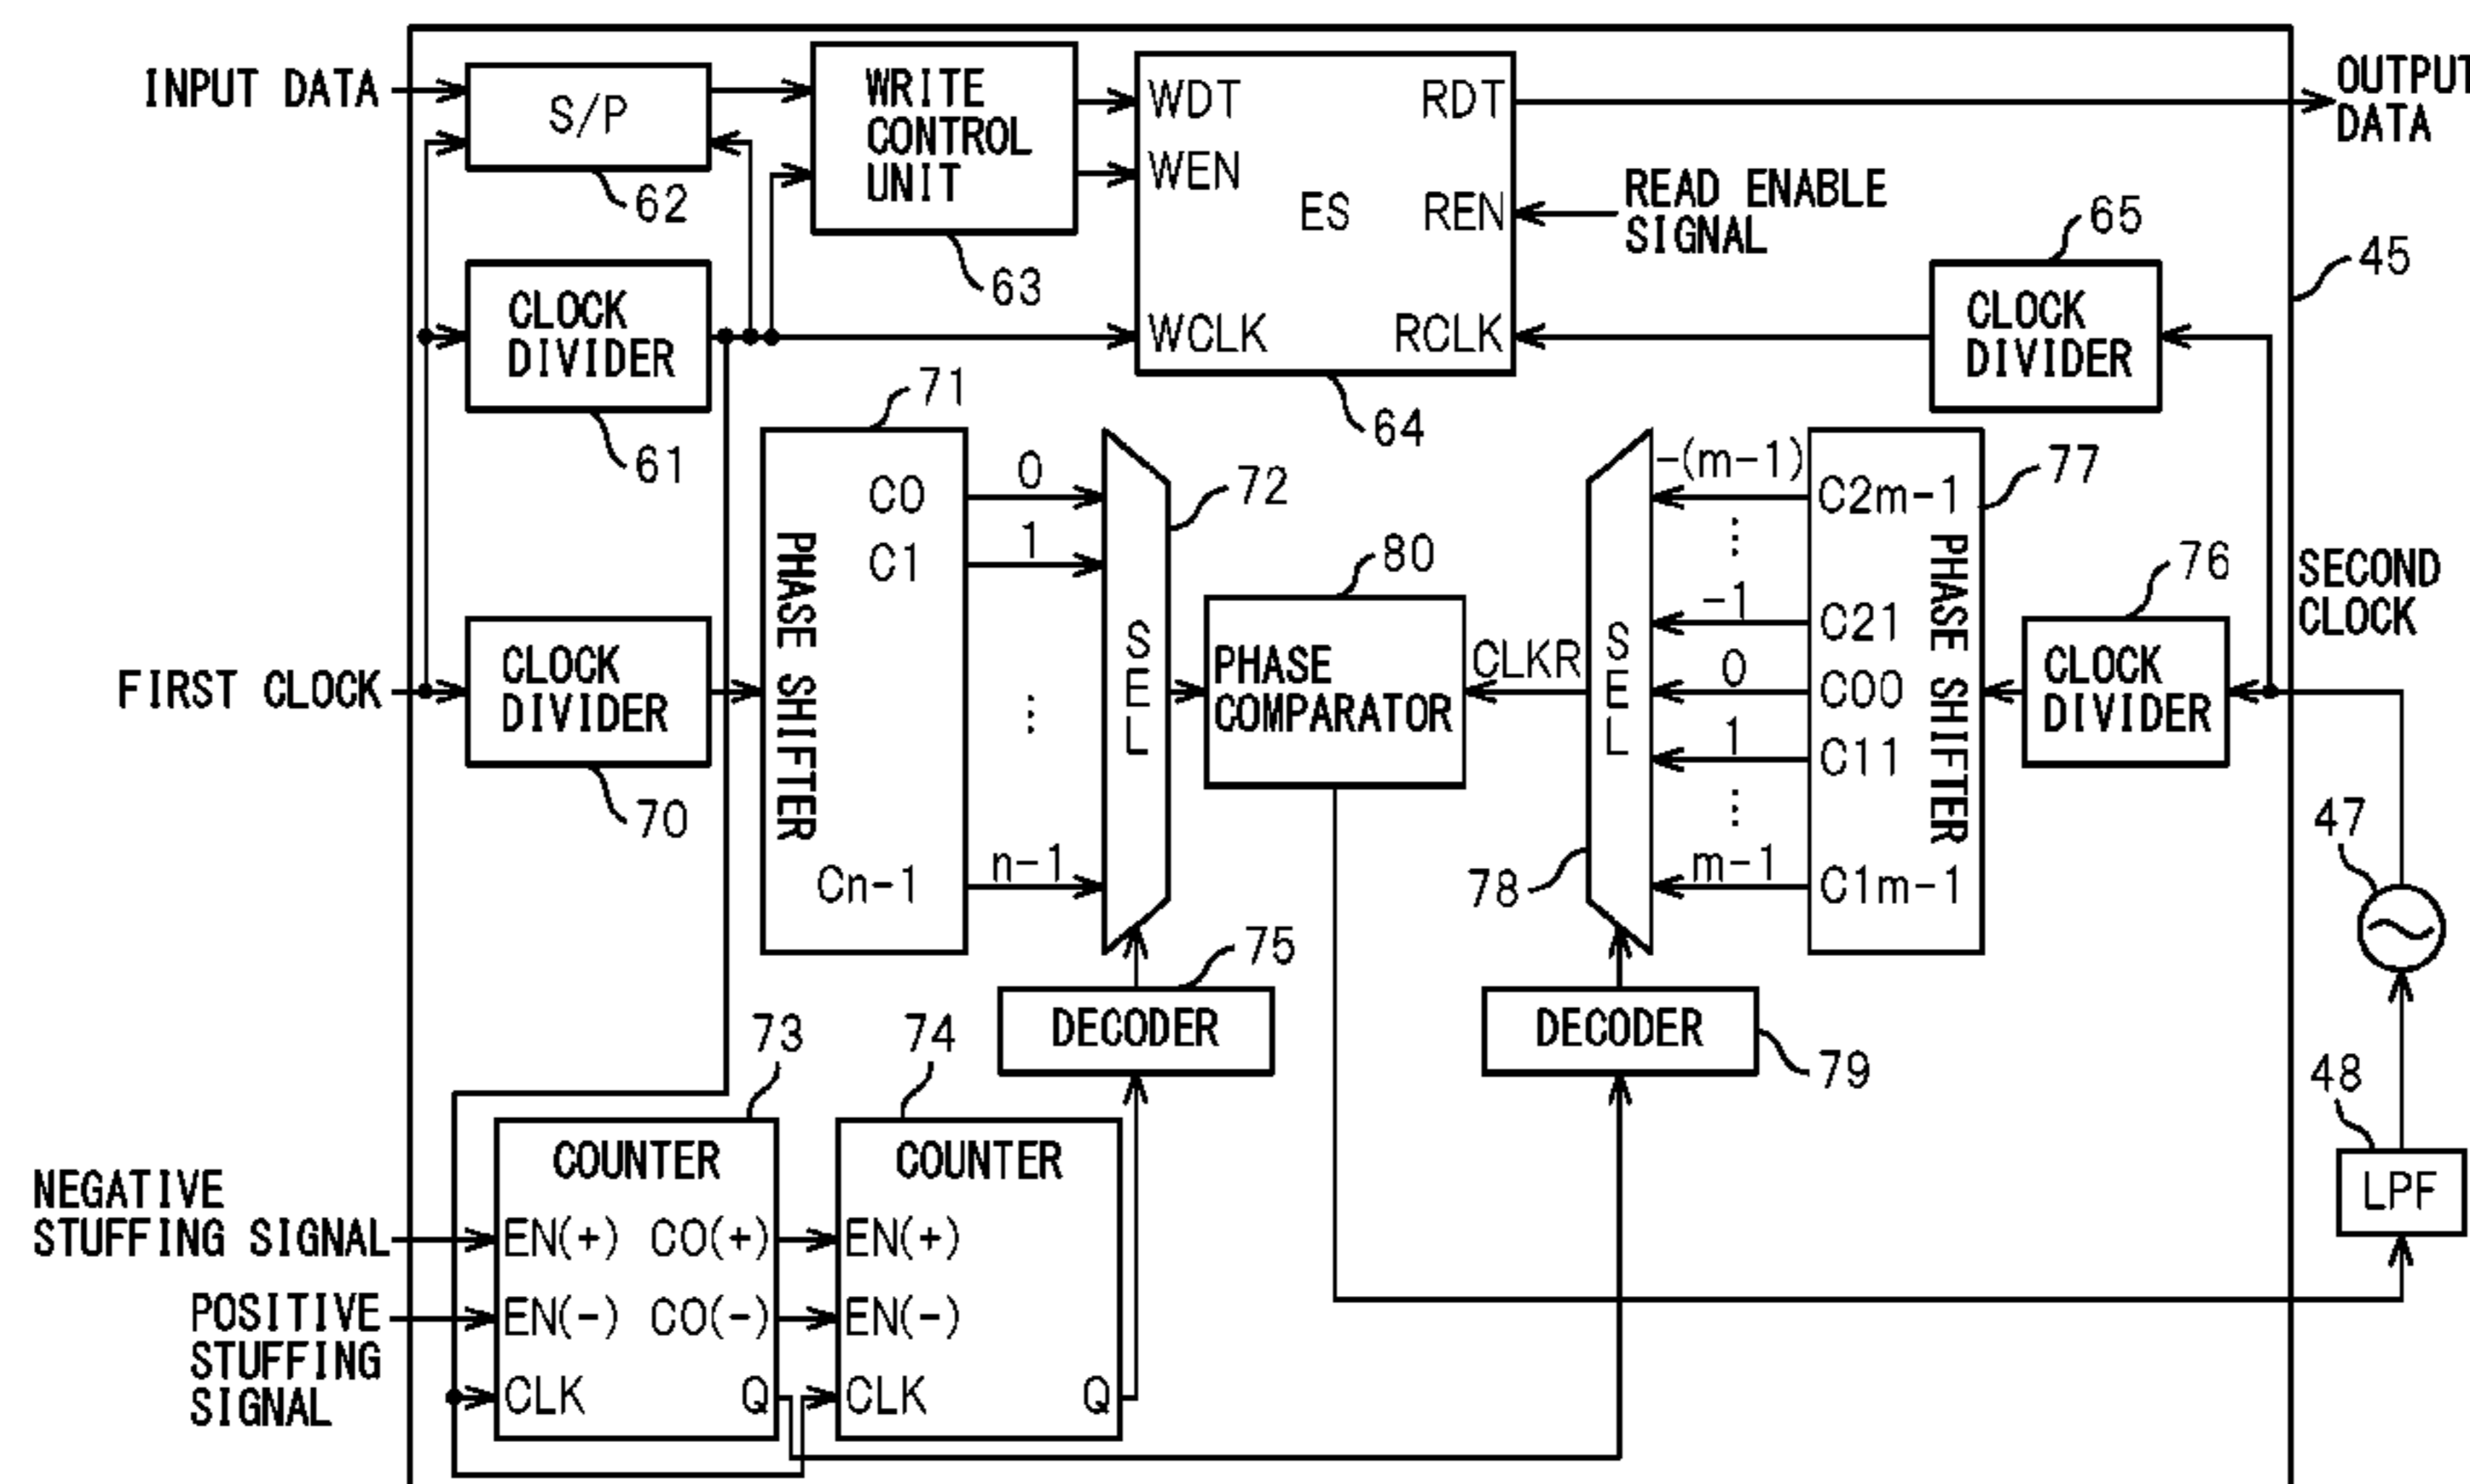 INPUT DATA
S/P
62
WRITE
CONTROL
UNIT
63
WDT
WEN
WCLK
ES
RDT
REN
RCLK
64
OUTPUT
DATA
READ ENABLE
SIGNAL
65
45
CLOCK
DIVIDER
61
CLOCK
DIVIDER
FIRST CLOCK
CLOCK
DIVIDER
70
71
PHASE SHIFTER
C0
C1
Cn-1
0
1
⋮
n-1
SEL
72
80
PHASE
COMPARATOR
CLKR
SEL
78
-(m-1)
⋮
-1
0
1
⋮
m-1
C2m-1
C21
C00
C11
C1m-1
PHASE SHIFTER
77
76
CLOCK
DIVIDER
SECOND
CLOCK
47
48
LPF
75
DECODER
DECODER
79
73
COUNTER
EN(+)
EN(-)
CLK
CO(+)
CO(-)
Q
74
COUNTER
EN(+)
EN(-)
CLK
Q
NEGATIVE
STUFFING SIGNAL
POSITIVE
STUFFING
SIGNAL